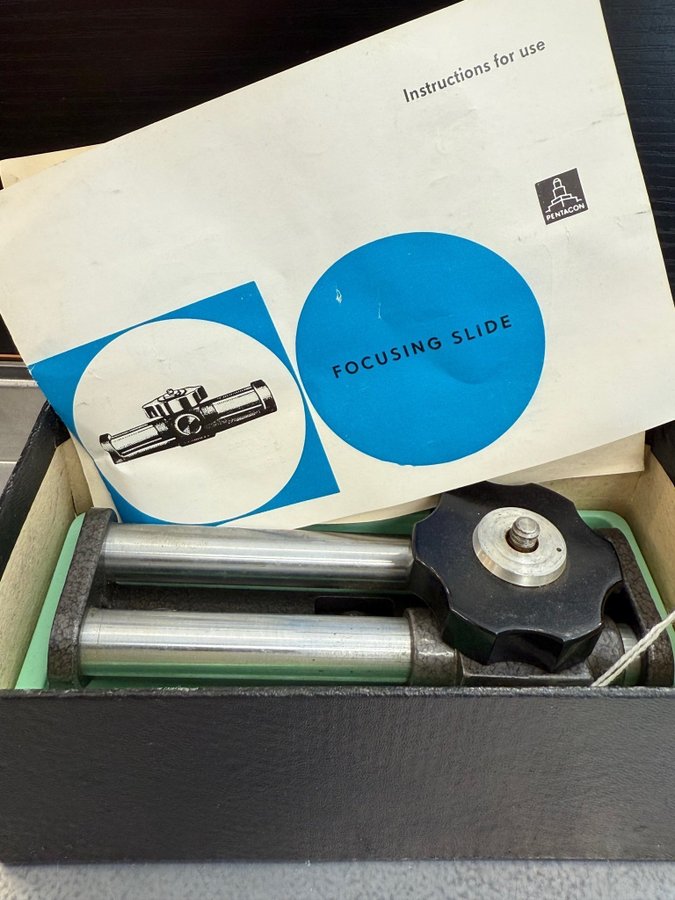 Instructions for use
PENTACON
FOCUSING SLIDE